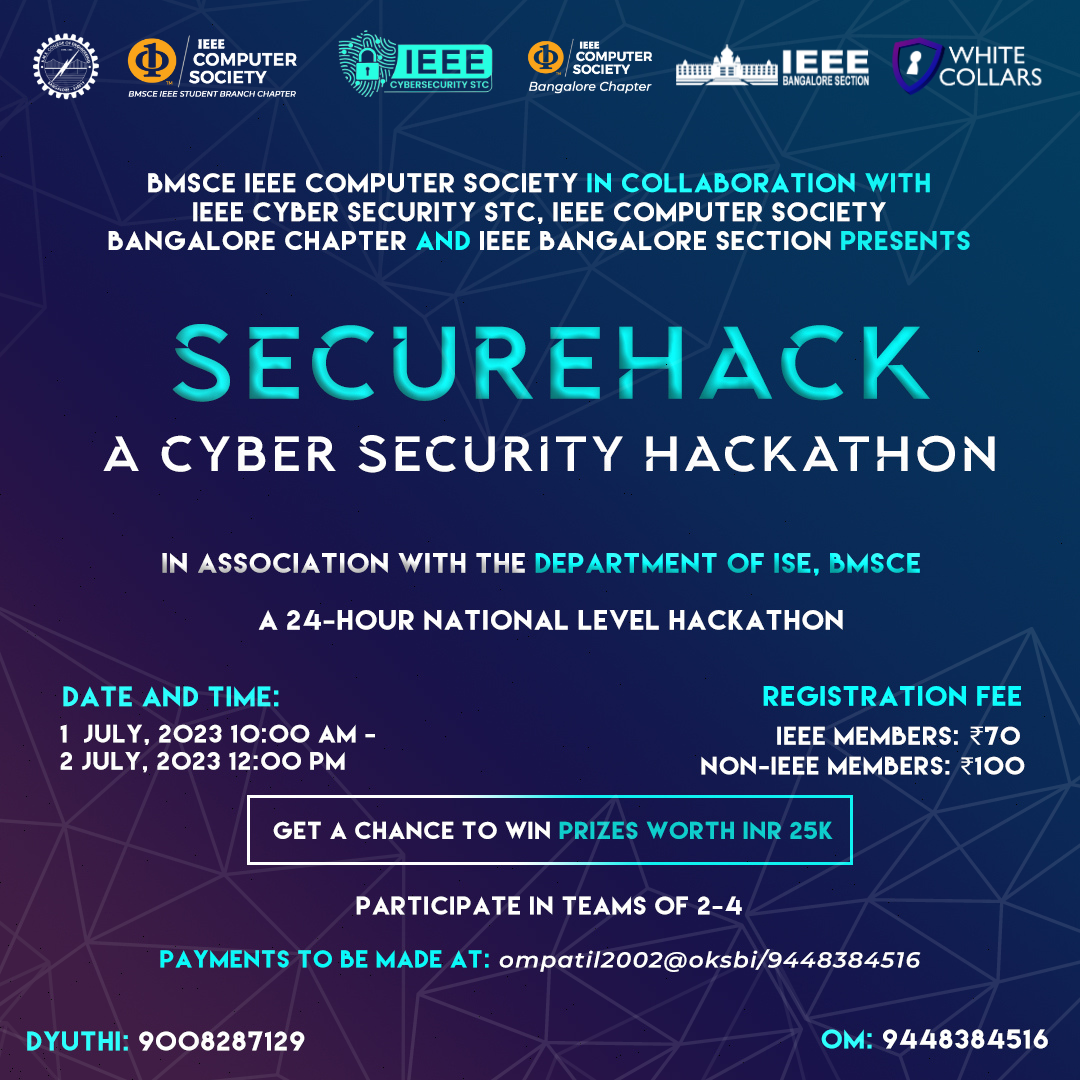 IEEE
COMPUTER
SOCIETY
BMSCE IEEE STUDENT BRANCH CHAPTER
IEEE
CYBERSECURITY STC
IEEE
COMPUTER
SOCIETY
Bangalore Chapter
IEEE
BANGALORE SECTION
WHITE
COLLARS
BMSCE IEEE COMPUTER SOCIETY IN COLLABORATION WITH
IEEE CYBER SECURITY STC, IEEE COMPUTER SOCIETY
BANGALORE CHAPTER AND IEEE BANGALORE SECTION PRESENTS
SECUREHACK
A CYBER SECURITY HACKATHON
IN ASSOCIATION WITH THE DEPARTMENT OF ISE, BMSCE
A 24-HOUR NATIONAL LEVEL HACKATHON
DATE AND TIME:
1 JULY, 2023 10:00 AM -
2 JULY, 2023 12:00 PM
REGISTRATION FEE
IEEE MEMBERS: ₹70
NON-IEEE MEMBERS: ₹100
GET A CHANCE TO WIN PRIZES WORTH INR 25K
PARTICIPATE IN TEAMS OF 2-4
PAYMENTS TO BE MADE AT: ompatil2002@oksbi/9448384516
DYUTHI: 9008287129
OM: 9448384516